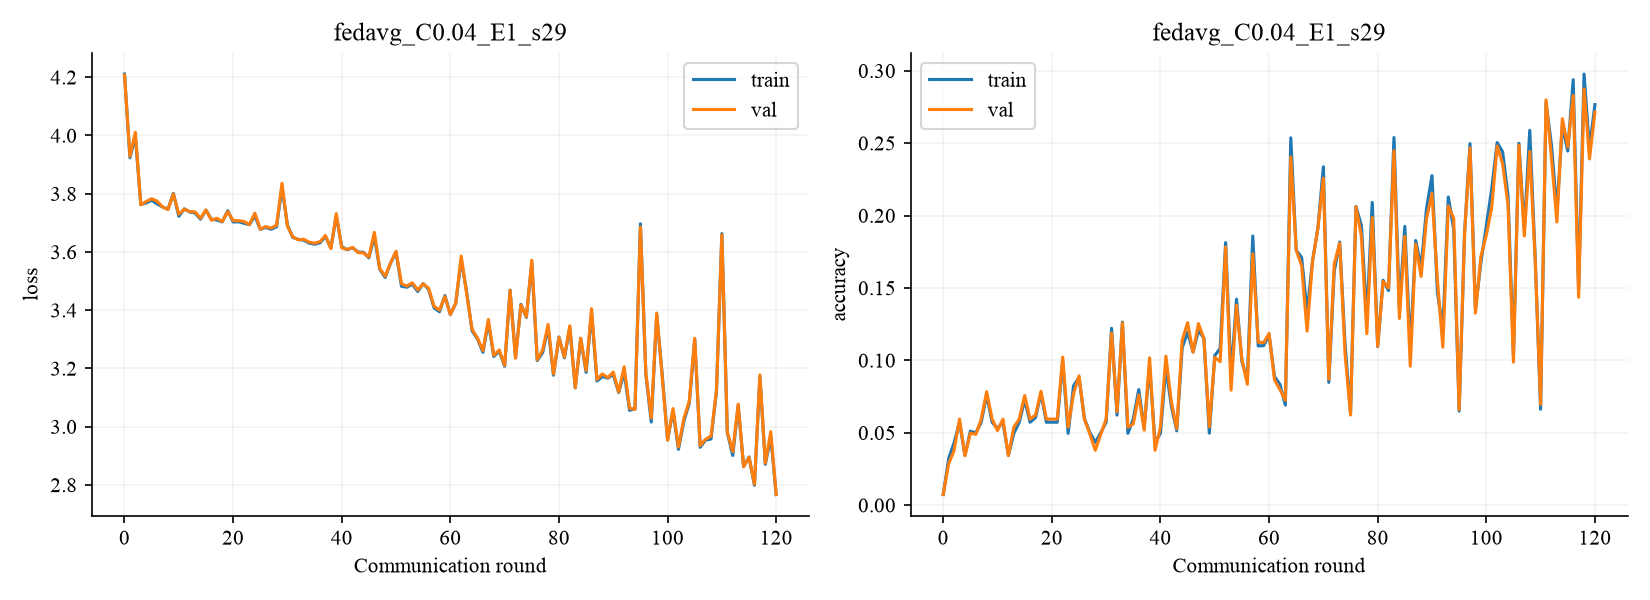 fedavg_C0.04_E1_s29
train
val
4.2
4.0
3.8
3.6
3.4
3.2
3.0
2.8
loss
0 20 40 60 80 100 120
Communication round
fedavg_C0.04_E1_s29
train
val
0.30
0.25
0.20
0.15
0.10
0.05
0.00
accuracy
0 20 40 60 80 100 120
Communication round